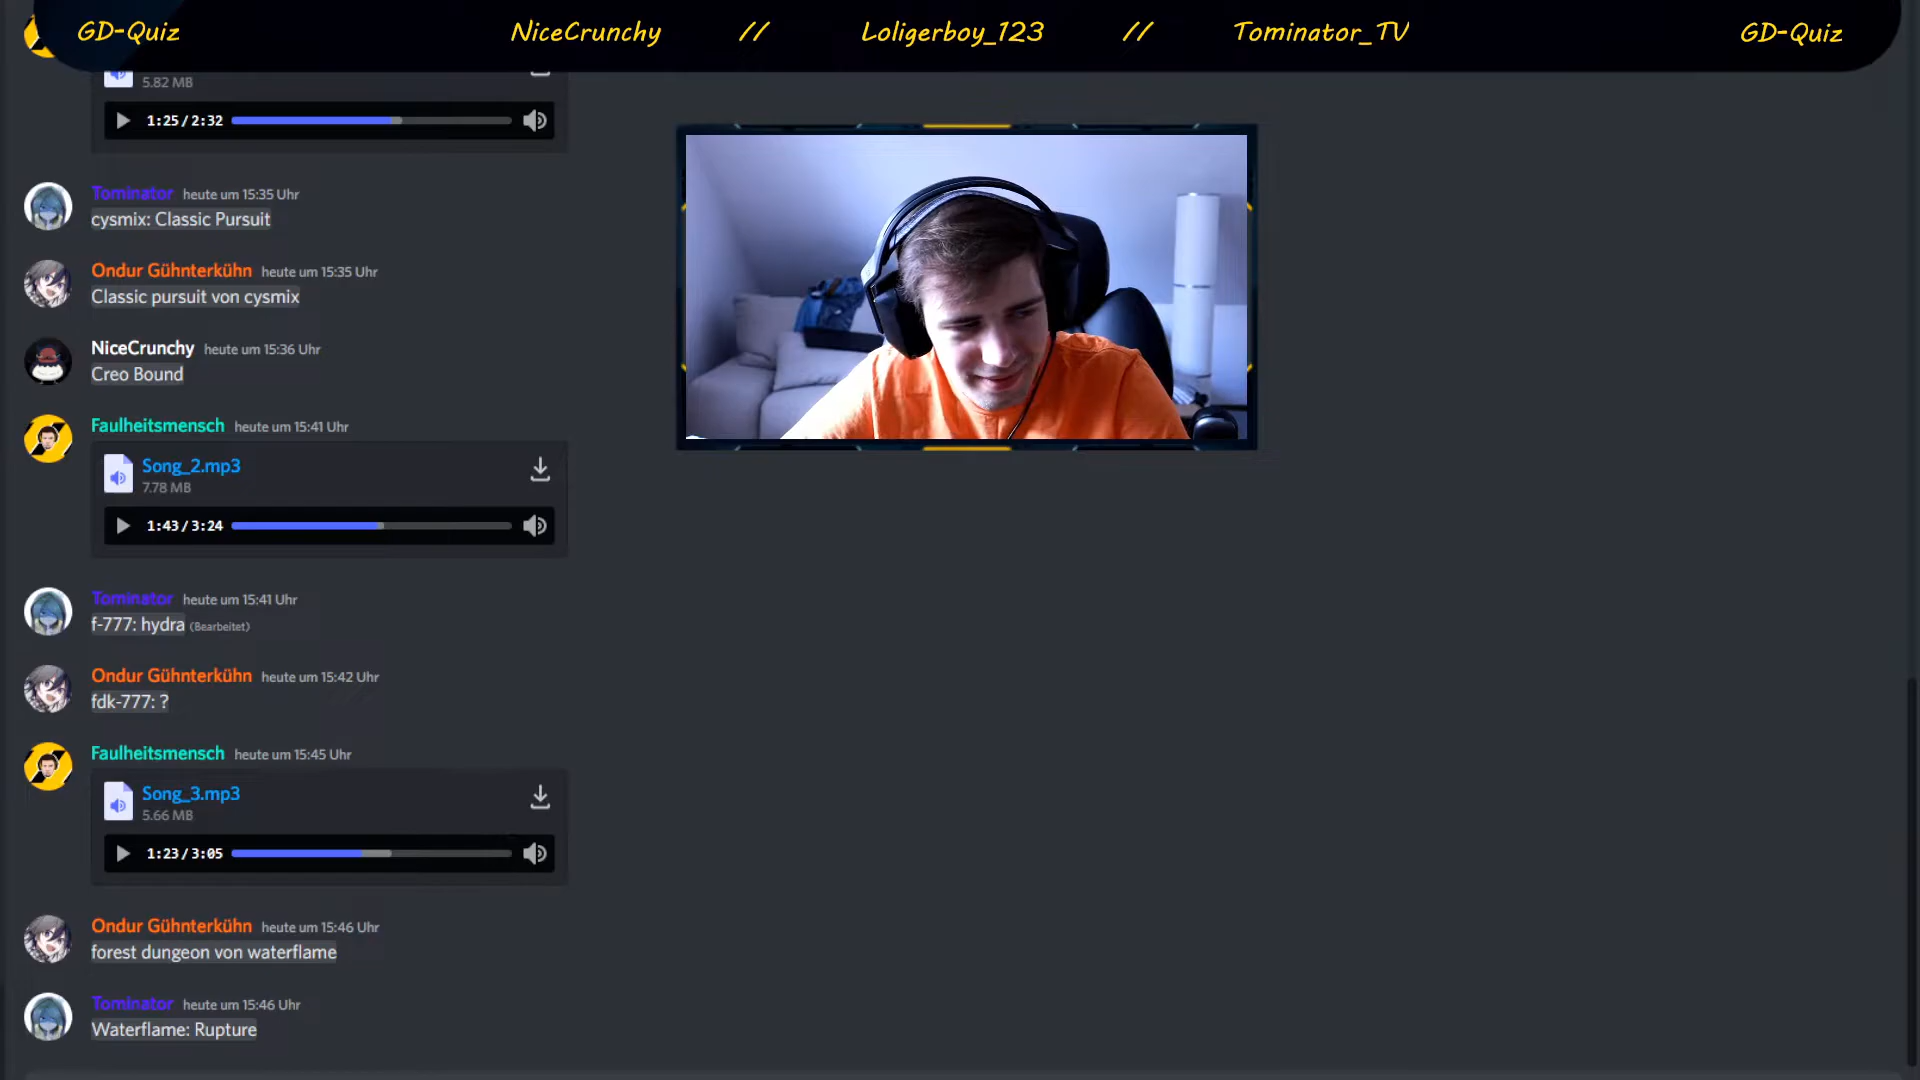 GD-Quiz NiceCrunchy // Loligerboy_123 // Tominator_TV GD-Quiz
5.82 MB
1:25 / 2:32
Tominator heute um 15:35 Uhr
cysmix: Classic Pursuit
Ondur Gühnterkühn heute um 15:35 Uhr
Classic pursuit von cysmix
NiceCrunchy heute um 15:36 Uhr
Creo Bound
Faulheitsmensch heute um 15:41 Uhr
Song_2.mp3
7.78 MB
1:43 / 3:24
Tominator heute um 15:41 Uhr
f-777: hydra (Bearbeitet)
Ondur Gühnterkühn heute um 15:42 Uhr
fdk-777: ?
Faulheitsmensch heute um 15:45 Uhr
Song_3.mp3
5.66 MB
1:23 / 3:05
Ondur Gühnterkühn heute um 15:46 Uhr
forest dungeon von waterflame
Tominator heute um 15:46 Uhr
Waterflame: Rupture